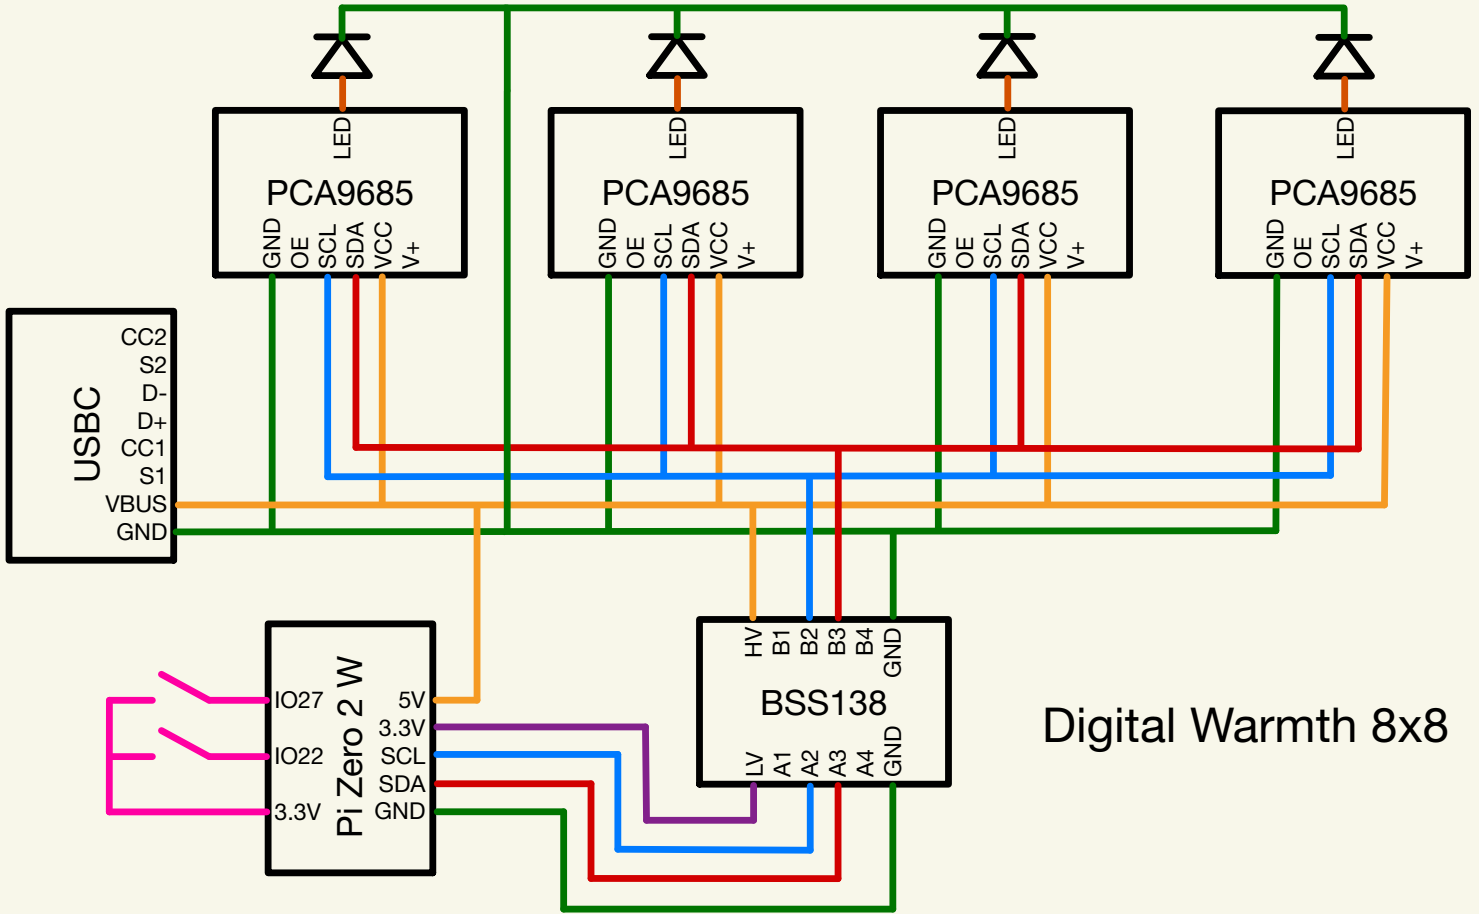 LED
PCA9685
GND
OE
SCL
SDA
VCC
V+
LED
PCA9685
GND
OE
SCL
SDA
VCC
V+
LED
PCA9685
GND
OE
SCL
SDA
VCC
V+
LED
PCA9685
GND
OE
SCL
SDA
VCC
V+
USBC
CC2
S2
D-
D+
CC1
S1
VBUS
GND
Pi Zero 2 W
IO27
IO22
3.3V
5V
3.3V
SCL
SDA
GND
HV
B1
B2
B3
B4
GND
BSS138
LV
A1
A2
A3
A4
GND
Digital Warmth 8x8